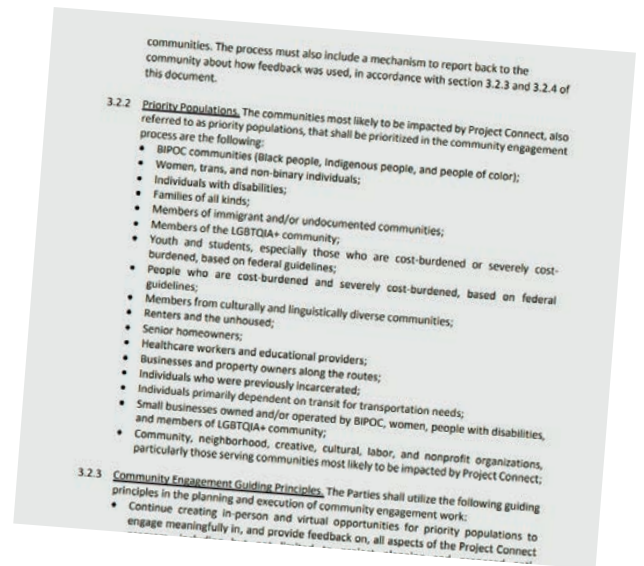 communities. The process must also include a mechanism to report back to the
community about how feedback was used, in accordance with section 3.2.3 and 3.2.4 of
this document.
3.2.2 Priority Populations. The communities most likely to be impacted by Project Connect, also
referred to as priority populations, that shall be prioritized in the community engagement
process are the following:
• BIPOC communities (Black people, Indigenous people, and people of color);
• Women, trans, and non-binary individuals;
• Individuals with disabilities;
• Families of all kinds;
• Members of immigrant and/or undocumented communities;
• Members of the LGBTQIA+ community;
• Youth and students, especially those who are cost-burdened or severely cost-
burdened, based on federal guidelines;
• People who are cost-burdened and severely cost-burdened, based on federal
guidelines;
• Members from culturally and linguistically diverse communities;
• Renters and the unhoused;
• Senior homeowners;
• Healthcare workers and educational providers;
• Businesses and property owners along the routes;
• Individuals who were previously incarcerated;
• Individuals primarily dependent on transit for transportation needs;
• Small businesses owned and/or operated by BIPOC, women, people with disabilities,
and members of LGBTQIA+ community;
• Community, neighborhood, creative, cultural, labor, and nonprofit organizations,
particularly those serving communities most likely to be impacted by Project Connect;
3.2.3 Community Engagement Guiding Principles. The Parties shall utilize the following guiding
principles in the planning and execution of community engagement work:
• Continue creating in-person and virtual opportunities for priority populations to
engage meaningfully in, and provide feedback on, all aspects of the Project Connect